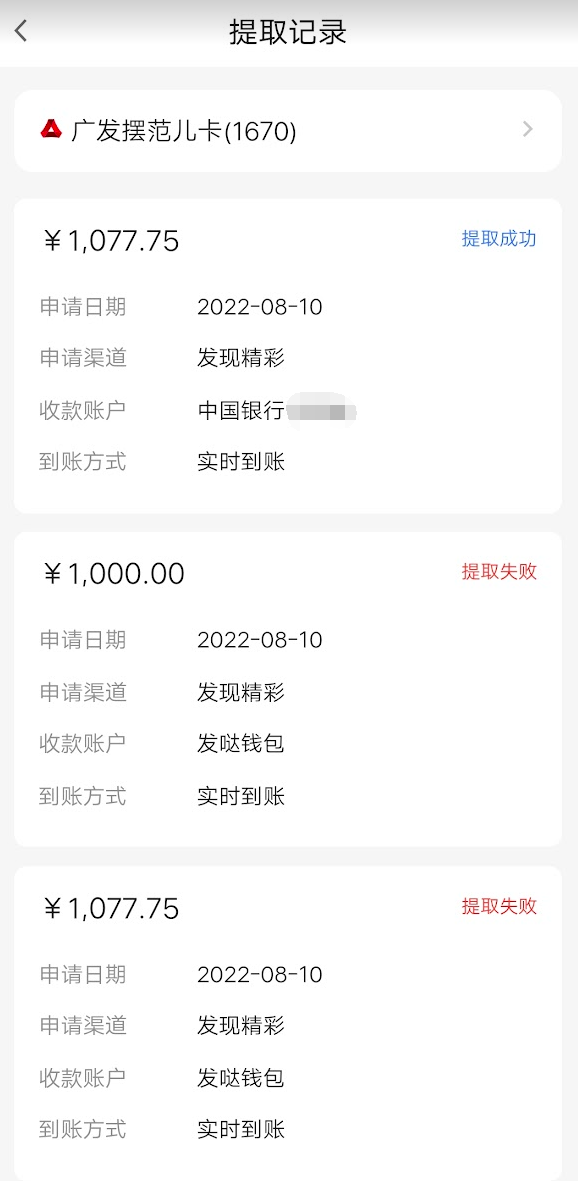 提取记录
广发摆范儿卡(1670)
￥1,077.75 提取成功
申请日期 2022-08-10
申请渠道 发现精彩
收款账户 中国银行
到账方式 实时到账
￥1,000.00 提取失败
申请日期 2022-08-10
申请渠道 发现精彩
收款账户 发哒钱包
到账方式 实时到账
￥1,077.75 提取失败
申请日期 2022-08-10
申请渠道 发现精彩
收款账户 发哒钱包
到账方式 实时到账